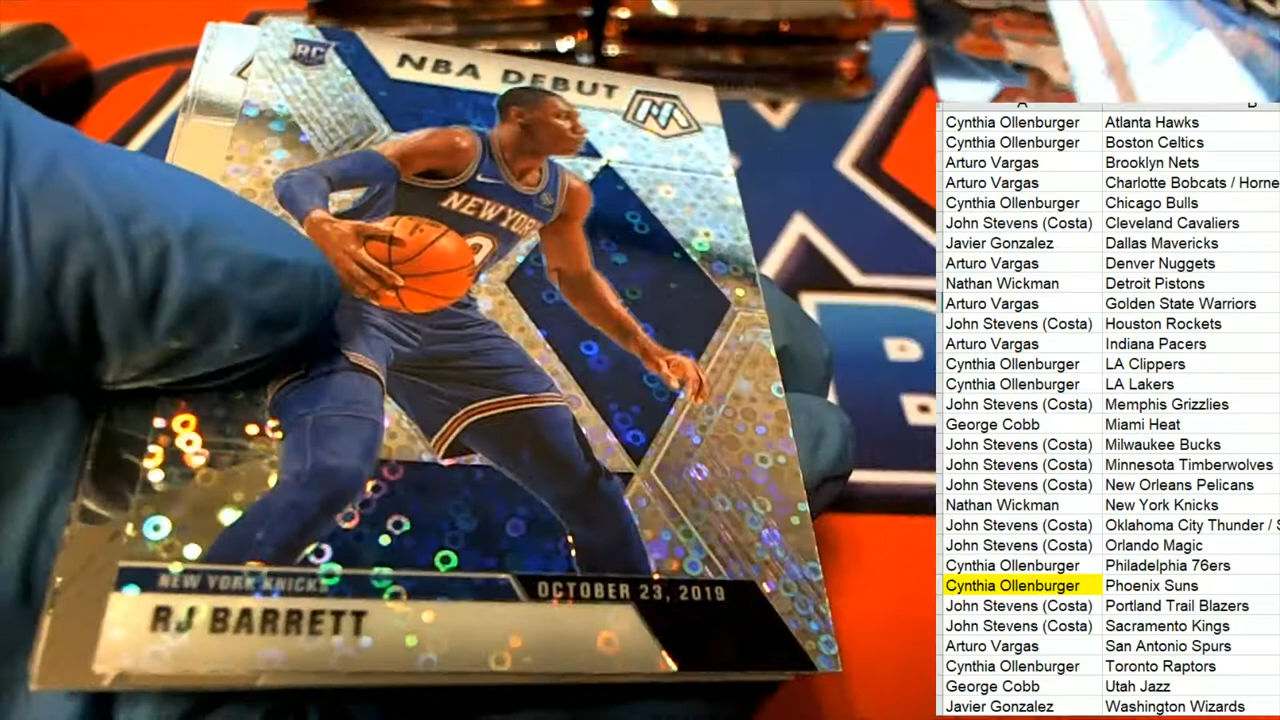 RC
NBA DEBUT
M
NEW YORK
NEW YORK KNICKS
OCTOBER 23, 2019
RJ BARRETT
A B
Cynthia Ollenburger Atlanta Hawks
Cynthia Ollenburger Boston Celtics
Arturo Vargas Brooklyn Nets
Arturo Vargas Charlotte Bobcats / Horne
Cynthia Ollenburger Chicago Bulls
John Stevens (Costa) Cleveland Cavaliers
Javier Gonzalez Dallas Mavericks
Arturo Vargas Denver Nuggets
Nathan Wickman Detroit Pistons
Arturo Vargas Golden State Warriors
John Stevens (Costa) Houston Rockets
Arturo Vargas Indiana Pacers
Cynthia Ollenburger LA Clippers
Cynthia Ollenburger LA Lakers
John Stevens (Costa) Memphis Grizzlies
George Cobb Miami Heat
John Stevens (Costa) Milwaukee Bucks
John Stevens (Costa) Minnesota Timberwolves
John Stevens (Costa) New Orleans Pelicans
Nathan Wickman New York Knicks
John Stevens (Costa) Oklahoma City Thunder / S
John Stevens (Costa) Orlando Magic
Cynthia Ollenburger Philadelphia 76ers
Cynthia Ollenburger Phoenix Suns
John Stevens (Costa) Portland Trail Blazers
John Stevens (Costa) Sacramento Kings
Arturo Vargas San Antonio Spurs
Cynthia Ollenburger Toronto Raptors
George Cobb Utah Jazz
Javier Gonzalez Washington Wizards